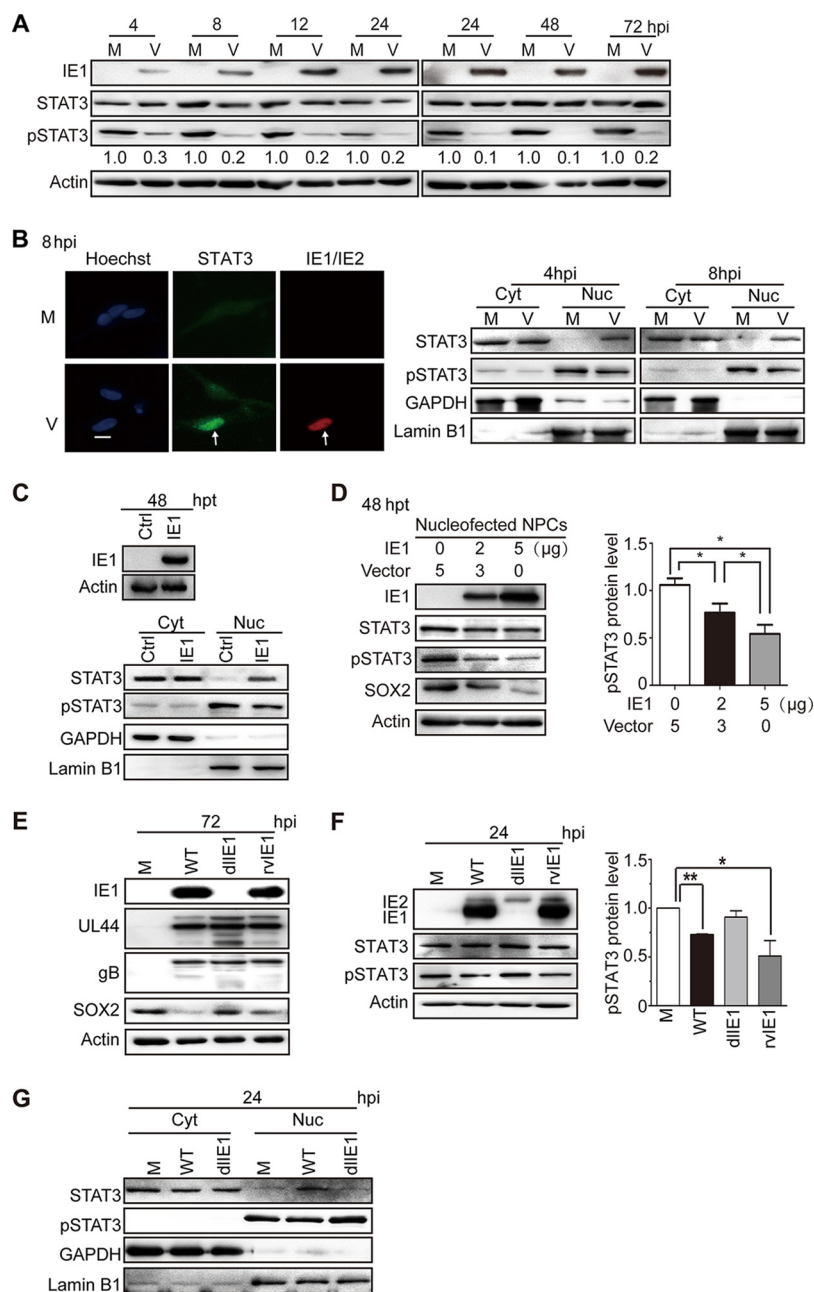 A
4 8 12 24 24 48 72 hpi
M V M V M V M V M V M V M V
IE1
STAT3
pSTAT3
1.0 0.3 1.0 0.2 1.0 0.2 1.0 0.2 1.0 0.1 1.0 0.1 1.0 0.2
Actin
B
8 hpi
Hoechst STAT3 IE1/IE2
M
V
4hpi 8hpi
Cyt Nuc Cyt Nuc
M V M V M V M V
STAT3
pSTAT3
GAPDH
Lamin B1
C
48 hpt
Ctrl IE1
IE1
Actin
Cyt Nuc
Ctrl IE1 Ctrl IE1
STAT3
pSTAT3
GAPDH
Lamin B1
D
48 hpt
Nucleofected NPCs
IE1 0 2 5 (μg)
Vector 5 3 0
IE1
STAT3
pSTAT3
SOX2
Actin
pSTAT3 protein level
1.5
1.0
0.5
0
* * *
IE1 0 2 5 (μg)
Vector 5 3 0
E
72 hpi
M WT dlIE1 rvIE1
IE1
UL44
gB
SOX2
Actin
F
24 hpi
M WT dlIE1 rvIE1
IE2
IE1
STAT3
pSTAT3
Actin
pSTAT3 protein level
1.5
1.0
0.5
0
*
**
M WT dlIE1 rvIE1
G
24 hpi
Cyt Nuc
M WT dlIE1 M WT dlIE1
STAT3
pSTAT3
GAPDH
Lamin B1